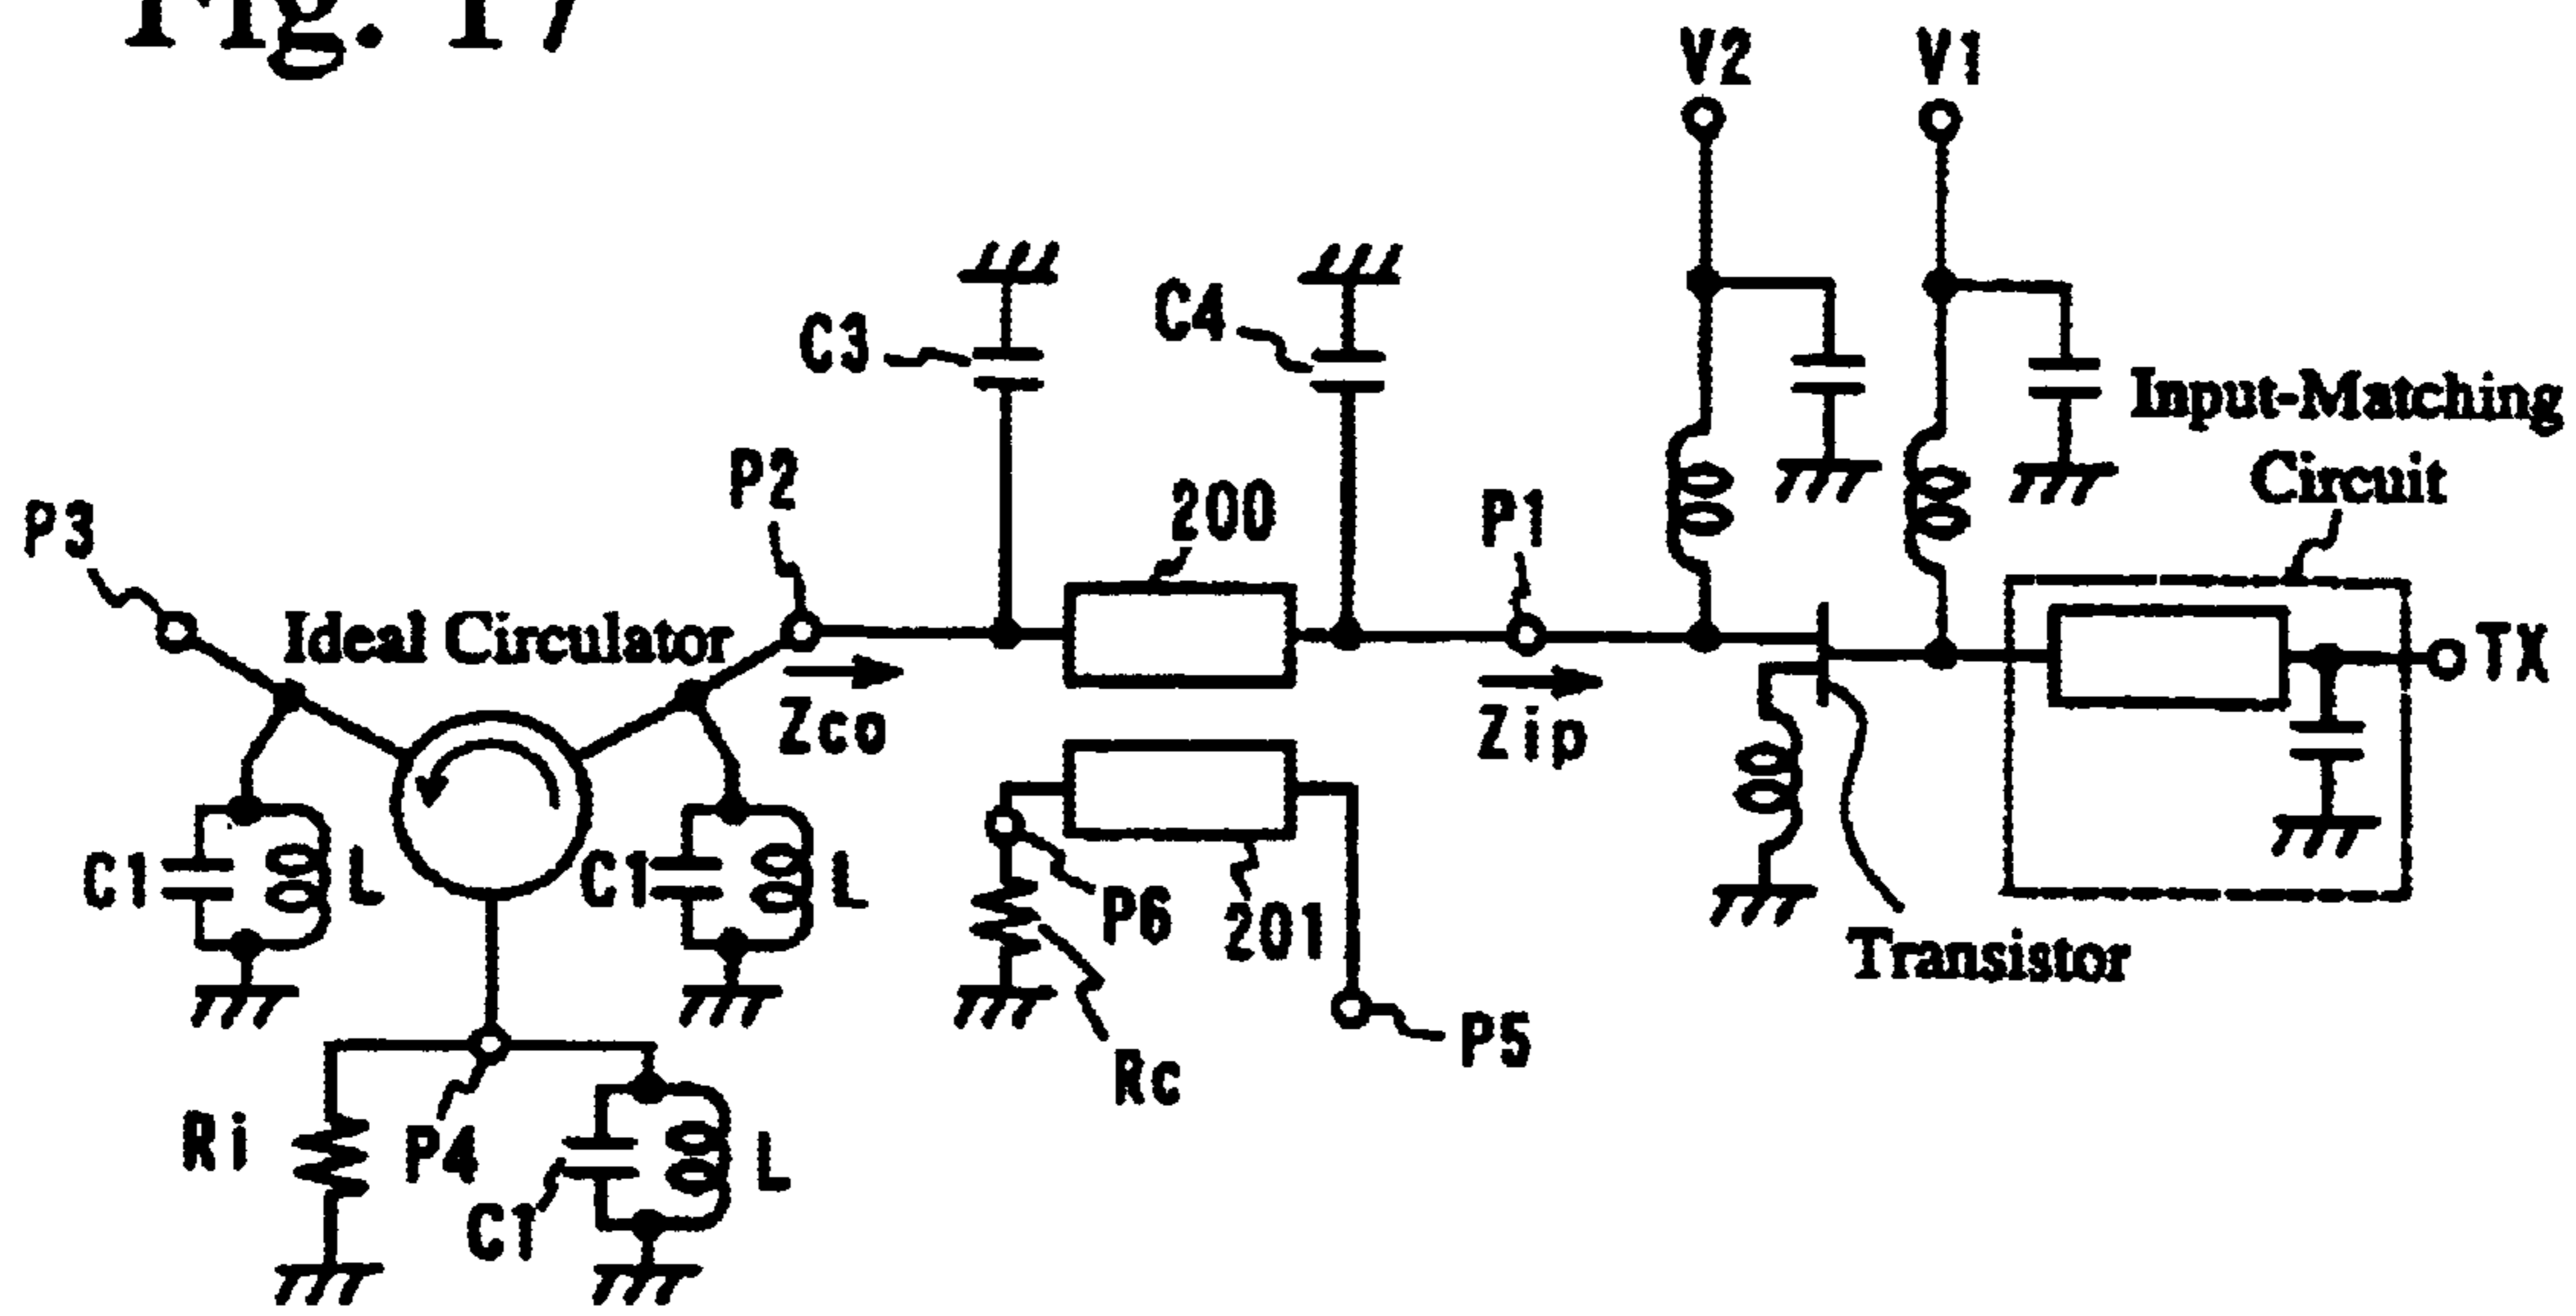 Fig. 17
V2
V1
C3
C4
Input-Matching
Circuit
P3
P2
200
P1
TX
Ideal Circulator
Zco
Zip
C1
L
C1
L
P6
201
Transistor
Rc
P5
Ri
P4
C1
L